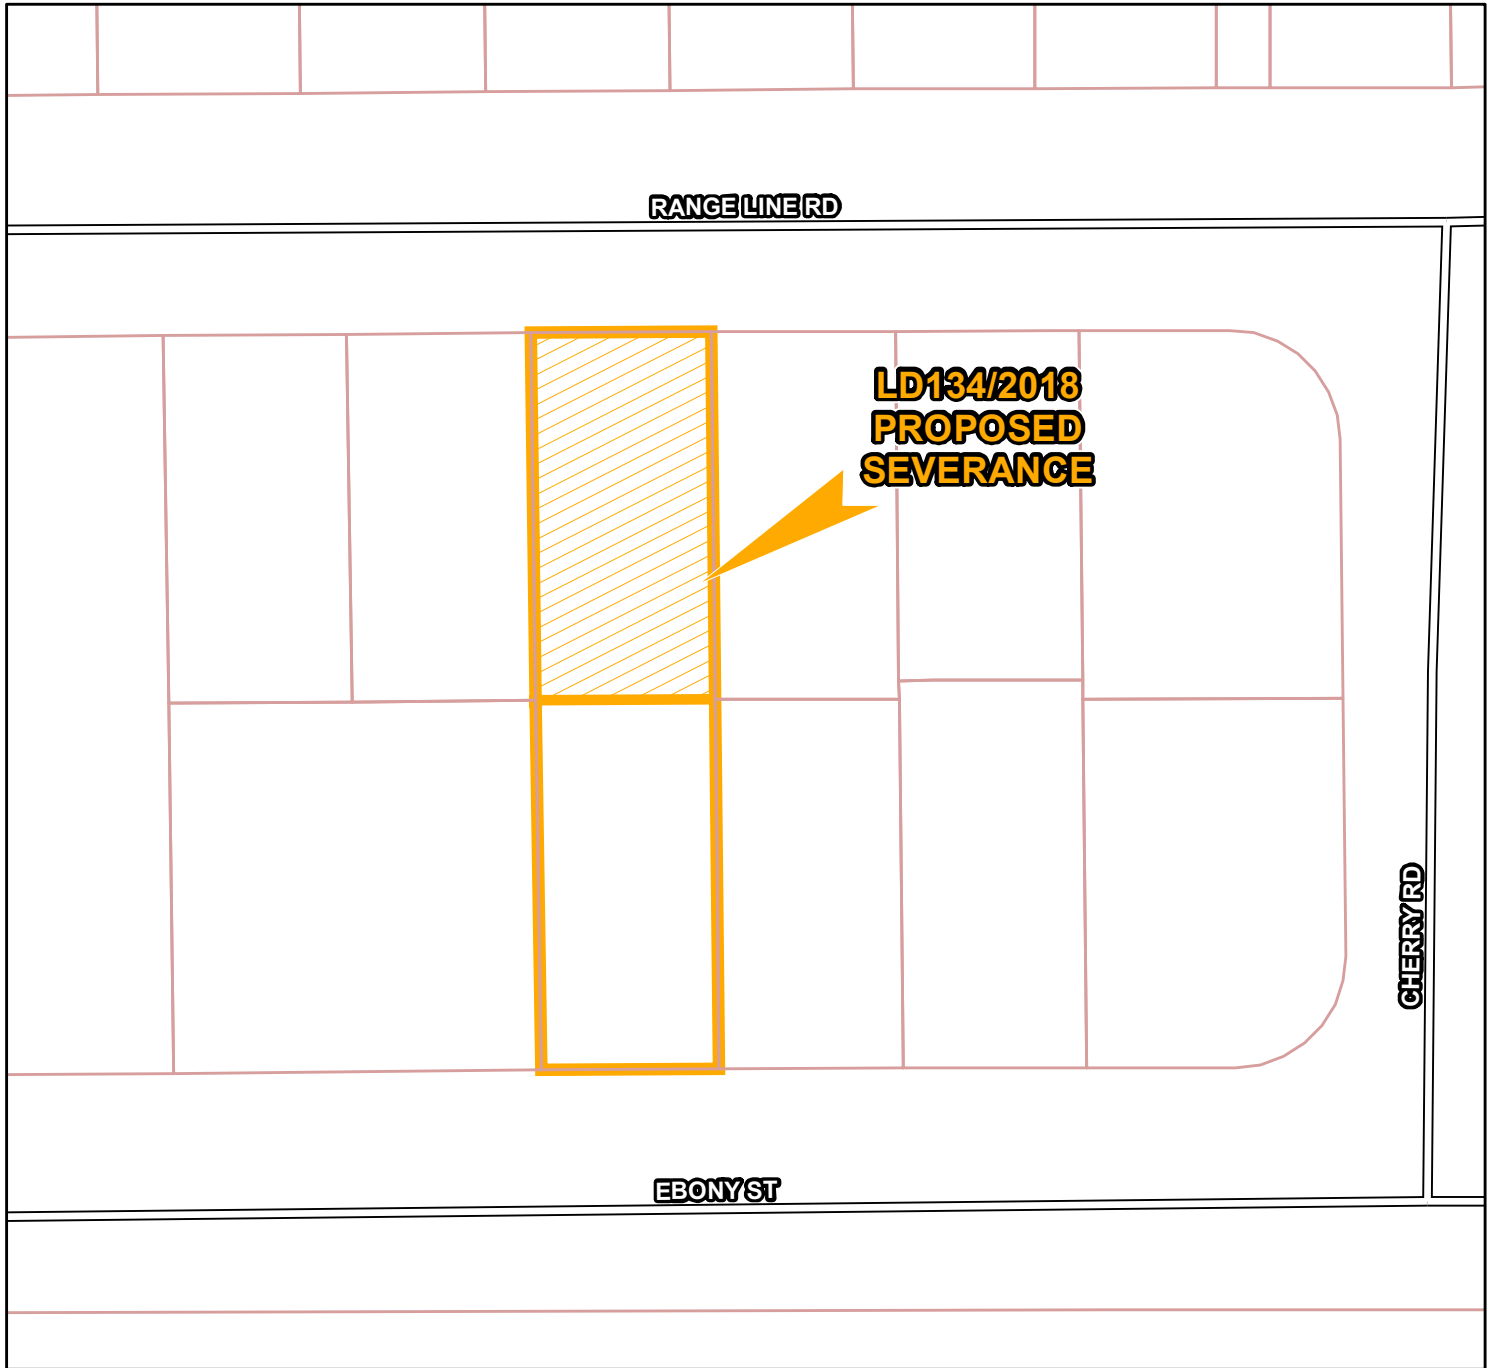 RANGE LINE RD
LD134/2018
PROPOSED
SEVERANCE
CHERRY RD
EBONY ST